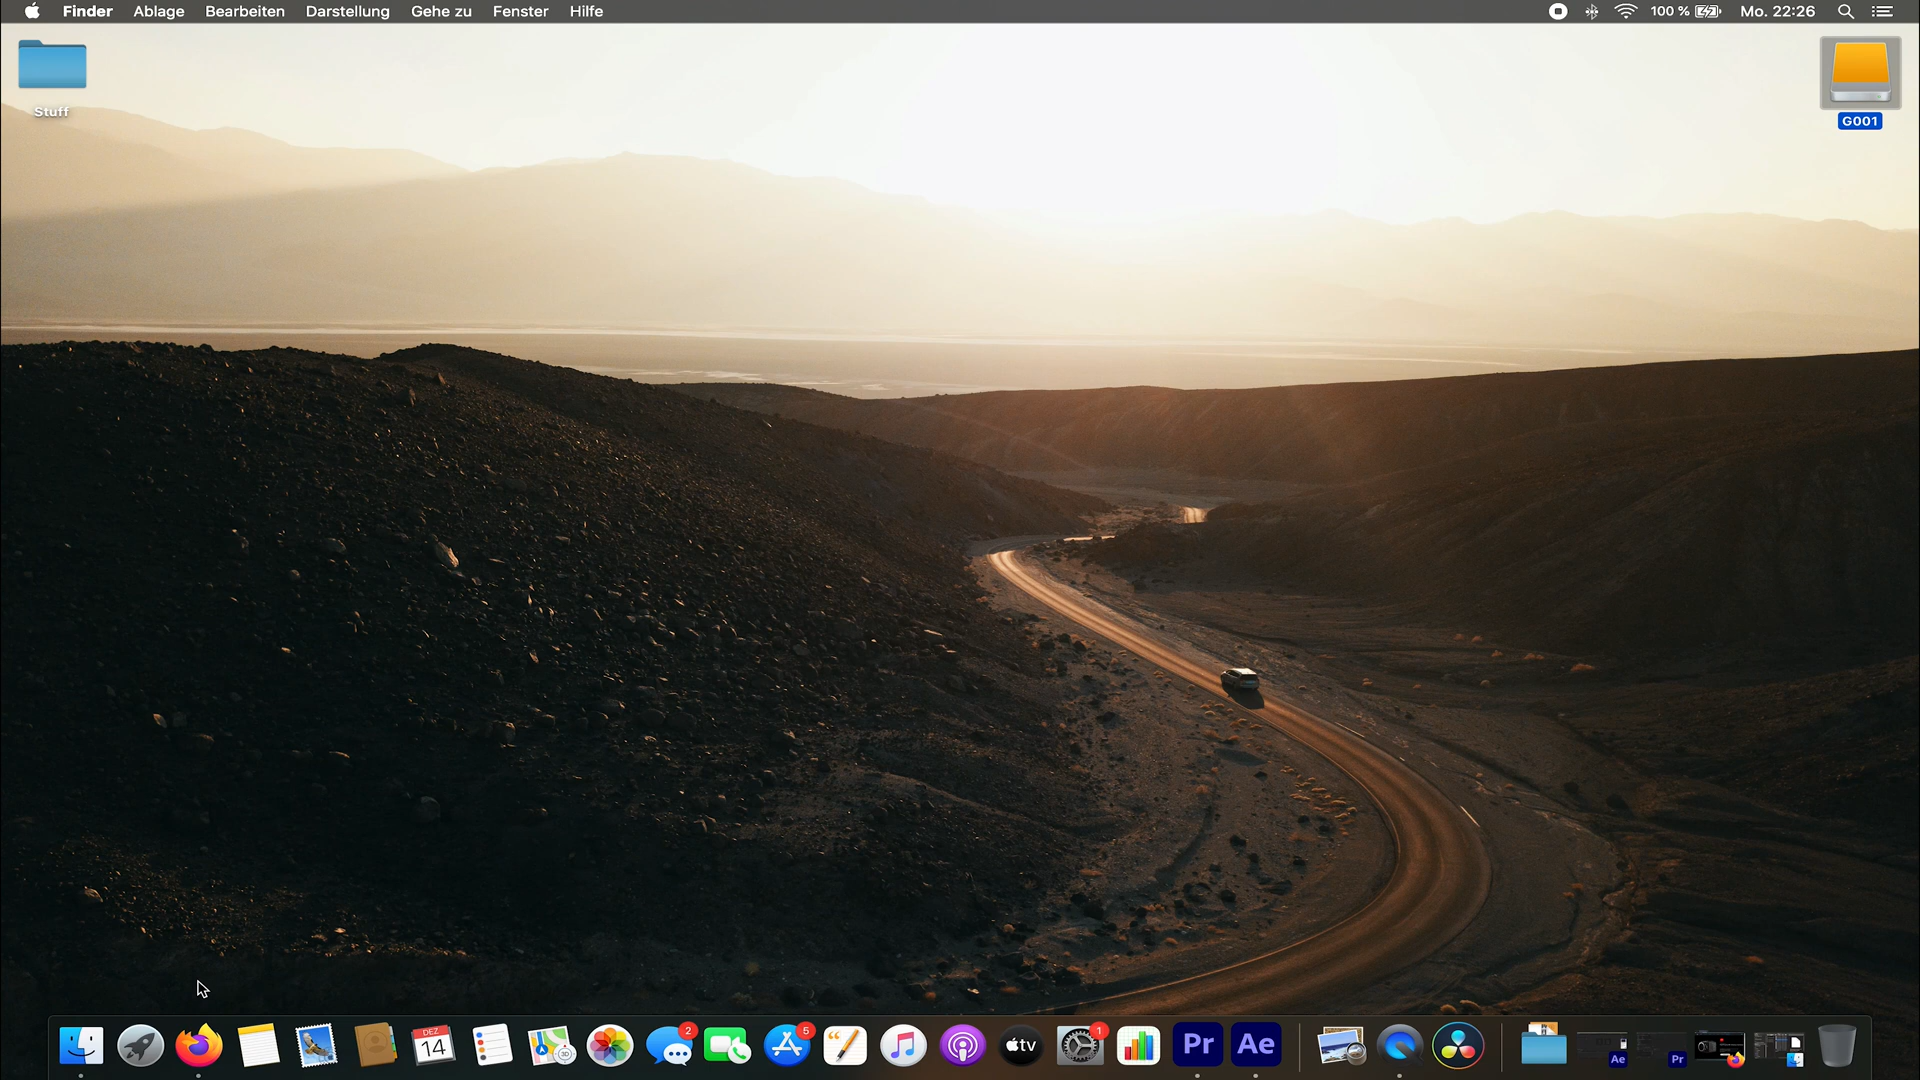 Finder Ablage Bearbeiten Darstellung Gehe zu Fenster Hilfe 100 % Mo. 22:26
Stuff
G001
DEZ
14
3D
2
5
tv
1
Pr
Ae
Ae
Pr